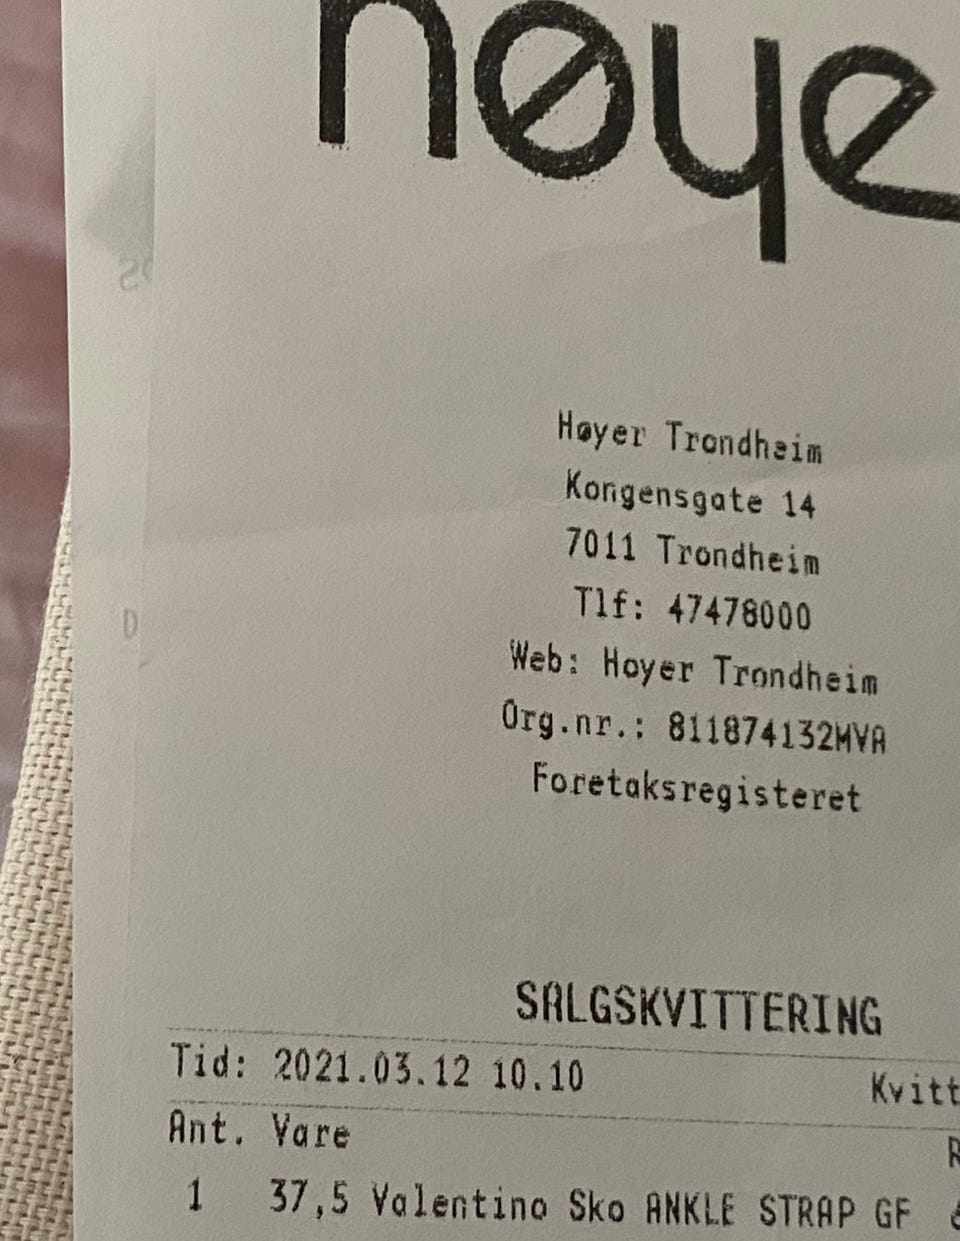 høye
Høyer Trondheim
Kongensgate 14
7011 Trondheim
Tlf: 47478000
Web: Hoyer Trondheim
Org.nr.: 811874132MVA
Foretaksregisteret
SALGSKVITTERING
Tid: 2021.03.12 10.10 Kvitt
Ant. Vare R
1 37,5 Valentino Sko ANKLE STRAP GF